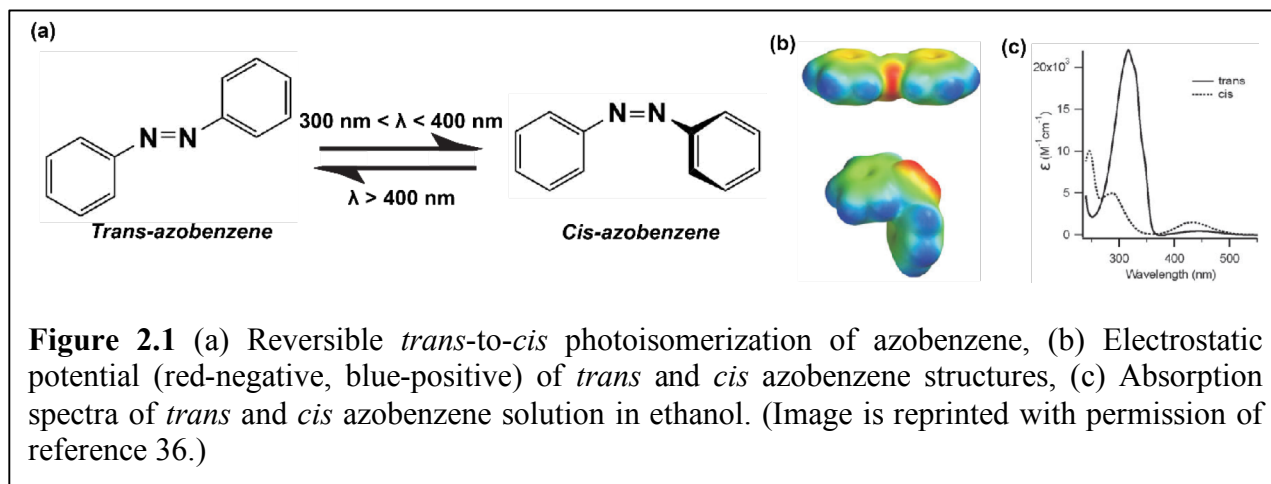 (a)
N=N
300 nm < λ < 400 nm
λ > 400 nm
N=N
Trans-azobenzene
Cis-azobenzene
(b)
(c)
20x10³
15
10
5
0
ε (M⁻¹cm⁻¹)
trans
cis
300
400
500
Wavelength (nm)
Figure 2.1 (a) Reversible trans-to-cis photoisomerization of azobenzene, (b) Electrostatic
potential (red-negative, blue-positive) of trans and cis azobenzene structures, (c) Absorption
spectra of trans and cis azobenzene solution in ethanol. (Image is reprinted with permission of
reference 36.)